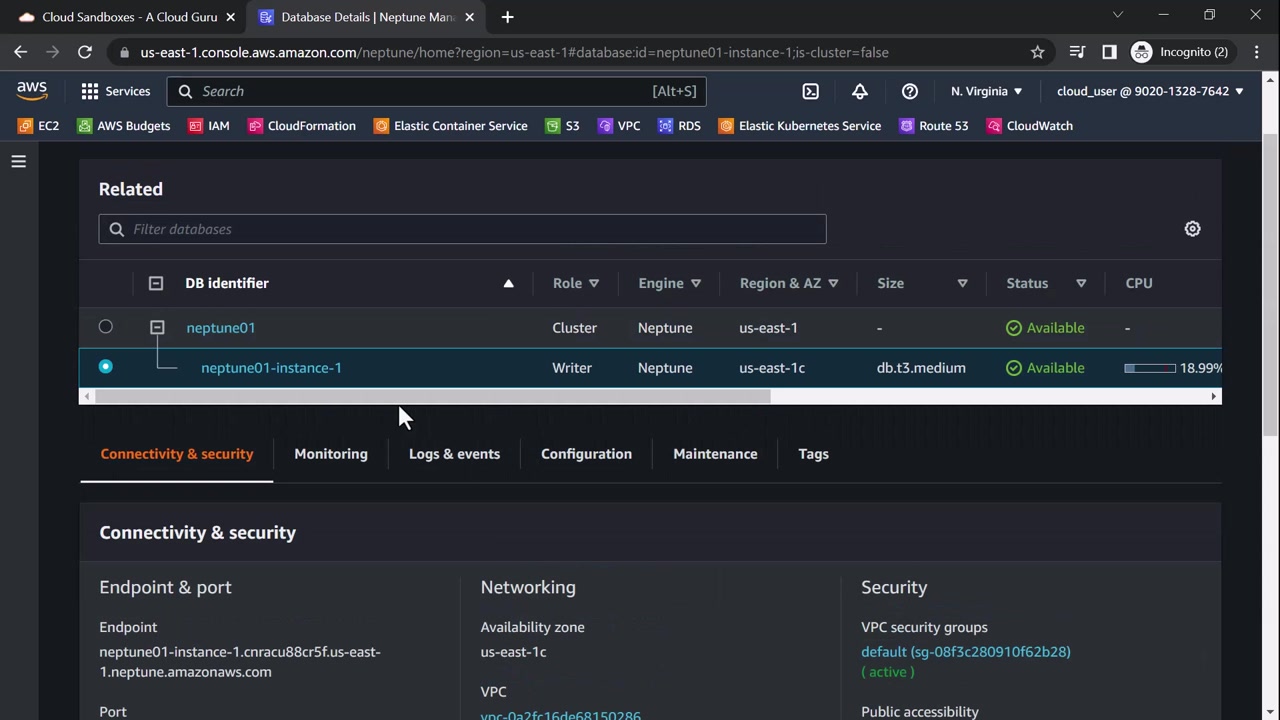 Cloud Sandboxes - A Cloud Guru
Database Details | Neptune Man
us-east-1.console.aws.amazon.com/neptune/home?region=us-east-1#database:id=neptune01-instance-1;is-cluster=false
Incognito (2)
aws
Services
Search
[Alt+S]
N. Virginia
cloud_user @ 9020-1328-7642
EC2
AWS Budgets
IAM
CloudFormation
Elastic Container Service
S3
VPC
RDS
Elastic Kubernetes Service
Route 53
CloudWatch
Related
Filter databases
DB identifier Role Engine Region & AZ Size Status CPU
neptune01 Cluster Neptune us-east-1 - Available -
neptune01-instance-1 Writer Neptune us-east-1c db.t3.medium Available 18.99%
Connectivity & security
Monitoring
Logs & events
Configuration
Maintenance
Tags
Connectivity & security
Endpoint & port
Endpoint
neptune01-instance-1.cnracu88cr5f.us-east-
1.neptune.amazonaws.com
Port
Networking
Availability zone
us-east-1c
VPC
vpc-0a2fc16de68150286
Security
VPC security groups
default (sg-08f3c280910f62b28)
( active )
Public accessibility